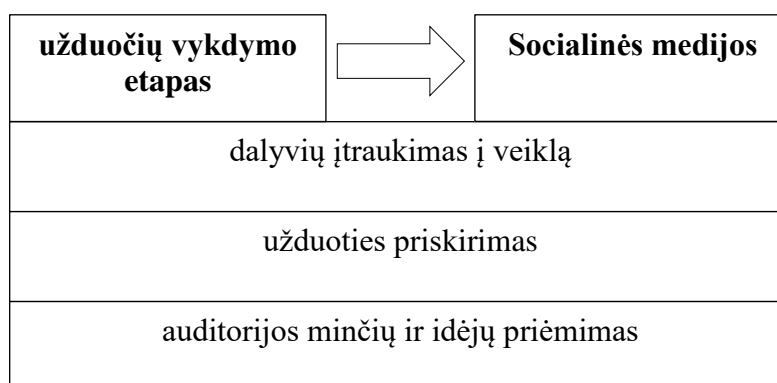 užduočių vykdymo
etapas
Socialinės medijos
dalyvių įtraukimas į veiklą
užduoties priskirimas
auditorijos minčių ir idėjų priėmimas